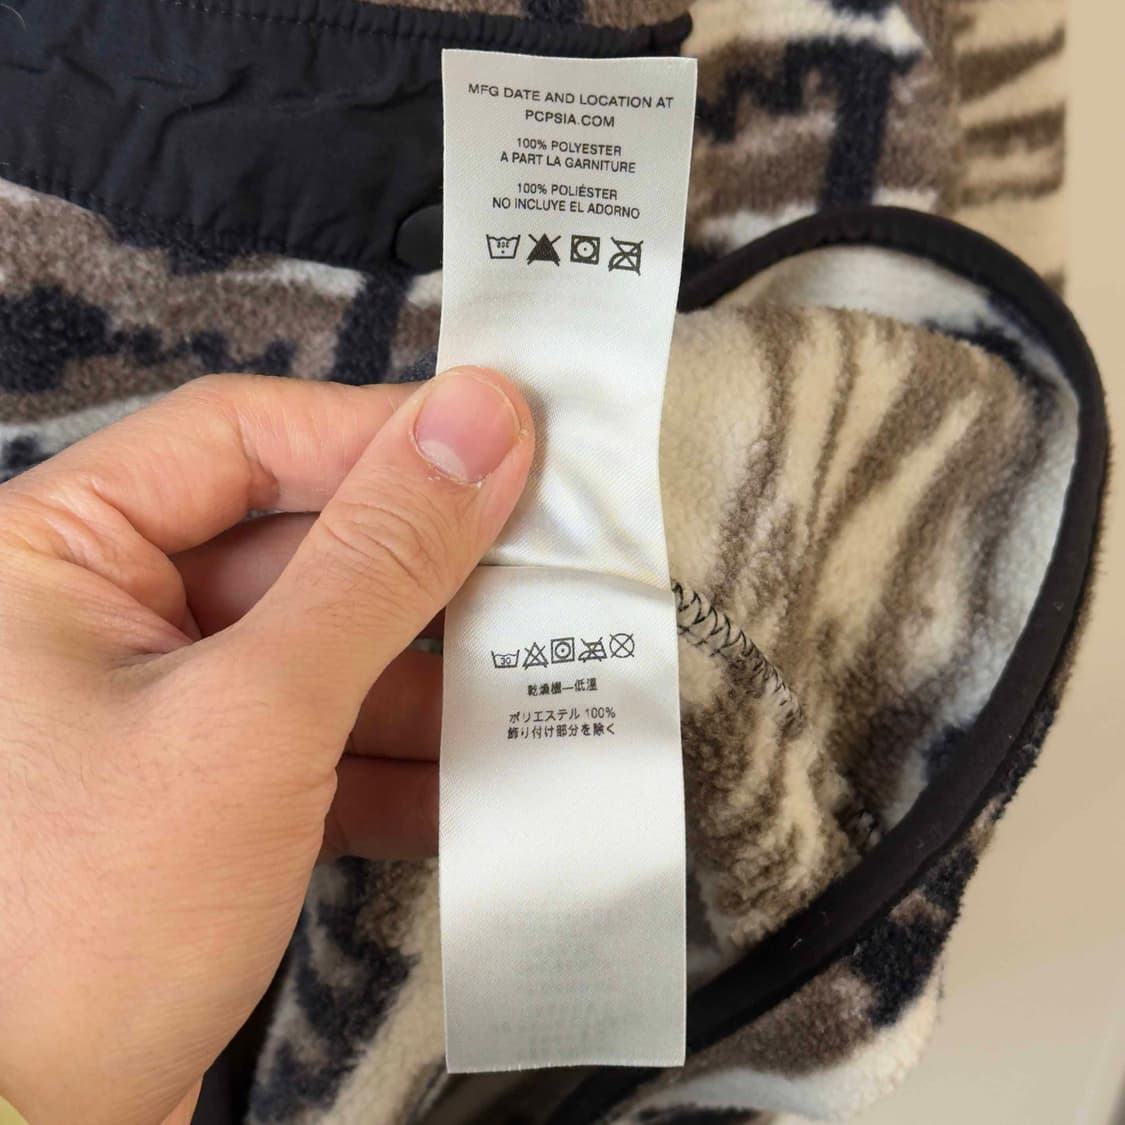 MFG DATE AND LOCATION AT
PCPSIA.COM
100% POLYESTER
A PART LA GARNITURE
100% POLIÉSTER
NO INCLUYE EL ADORNO
30
乾燥機—低溫
ポリエステル 100%
飾り付け部分を除く